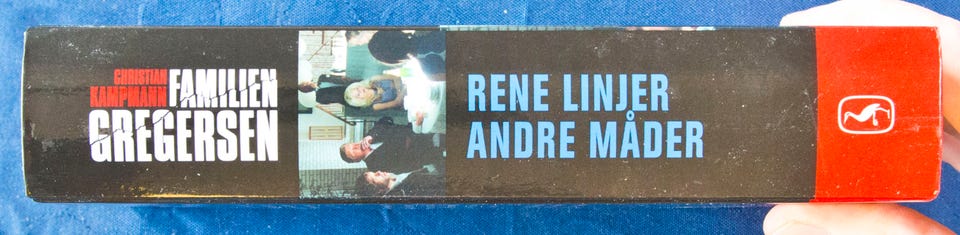 CHRISTIAN
KAMPMANN
FAMILIEN
GREGERSEN
RENE LINJER
ANDRE MÅDER